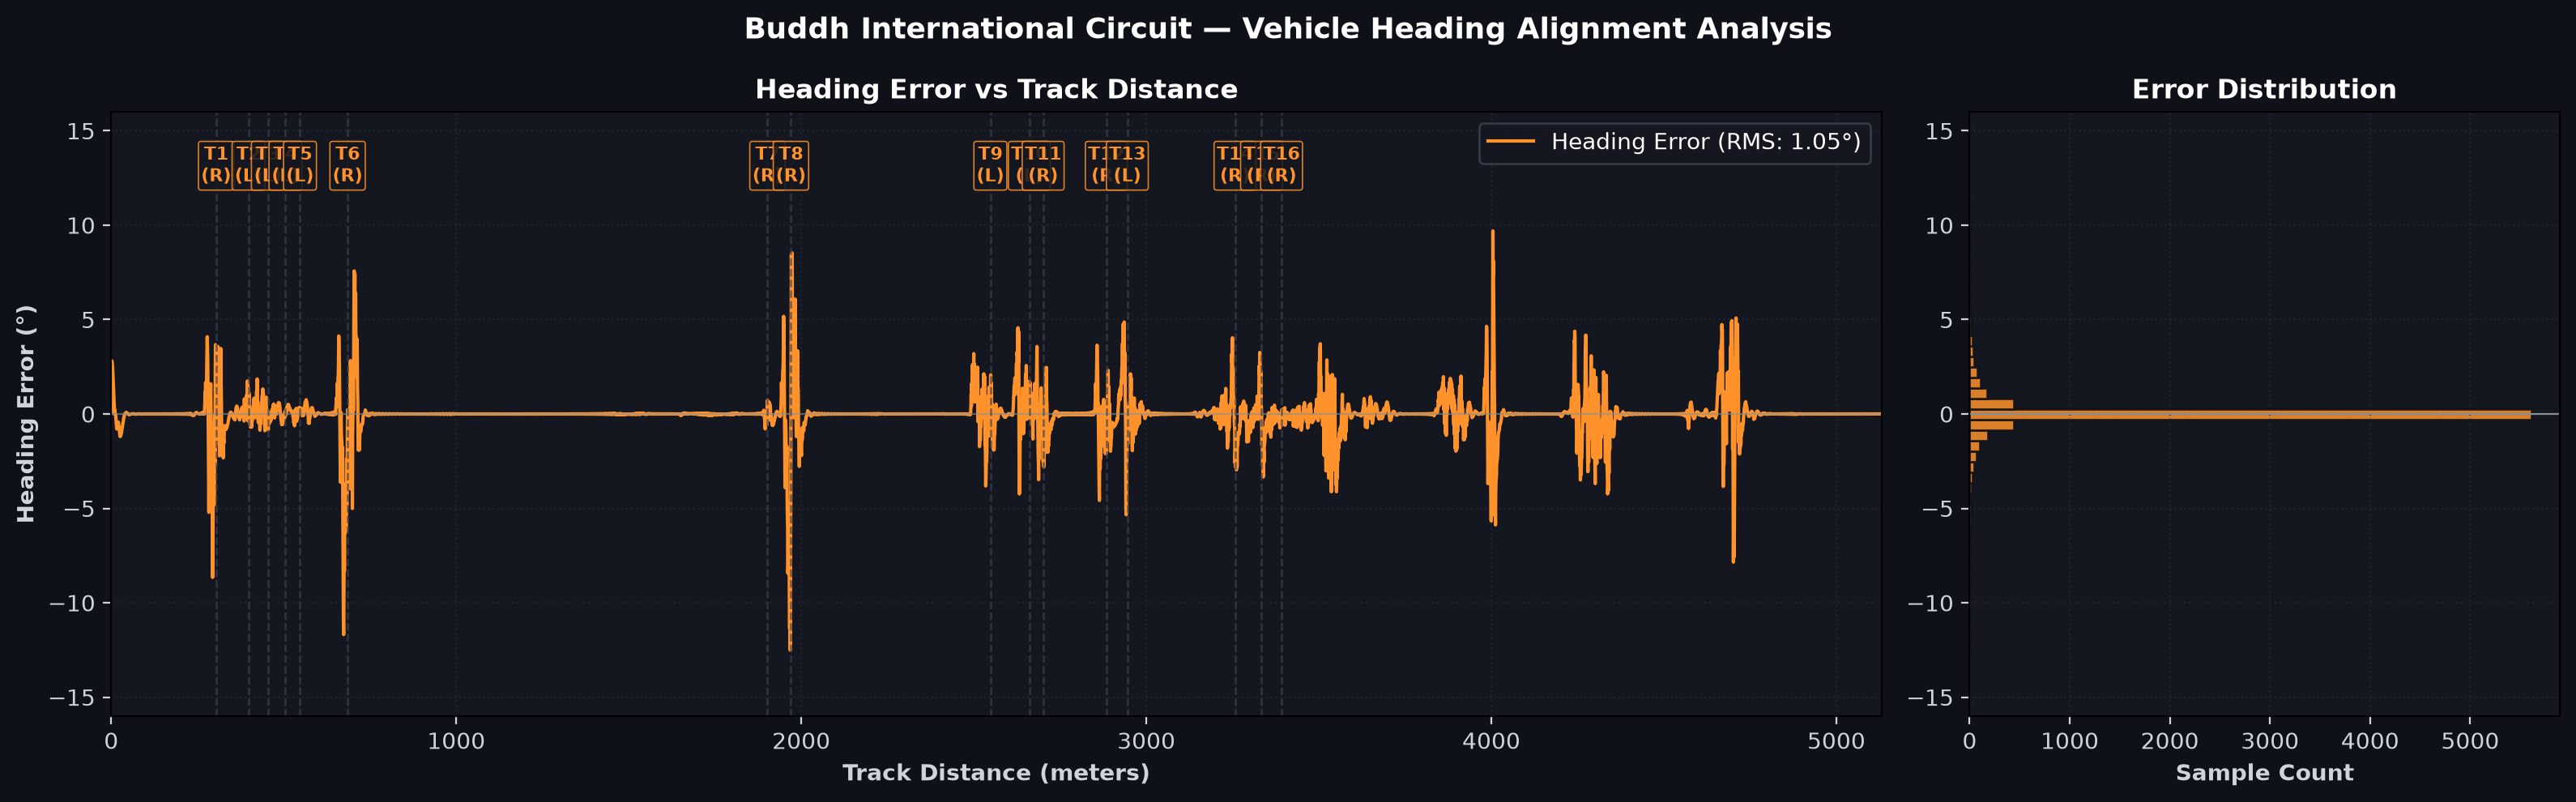 Buddh International Circuit — Vehicle Heading Alignment Analysis
Heading Error vs Track Distance
T1
(R)
T5
(L)
T6
(R)
T8
(R)
T9
(L)
T11
(R)
T13
(L)
T16
(R)
Heading Error (RMS: 1.05°)
15
10
5
0
−5
−10
−15
Heading Error (°)
0
1000
2000
3000
4000
5000
Track Distance (meters)
Error Distribution
15
10
5
0
−5
−10
−15
0
1000
2000
3000
4000
5000
Sample Count